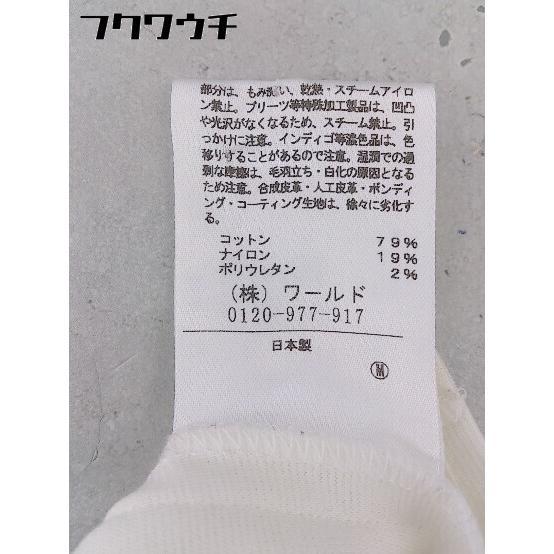 フクワウチ
部分は、もみ洗い、乾熱・スチームアイロ
ン禁止。プリーツ等特殊加工製品は、凹凸
や光沢がなくなるため、スチーム禁止。引
っかけに注意。インディゴ等濃色品は、色
移りすることがあるので注意。湿潤での過
剰な摩擦は、毛羽立ち・白化の原因となる
ため注意。合成皮革・人工皮革・ボンディ
ング・コーティング生地は、徐々に劣化す
る。
コットン 79%
ナイロン 19%
ポリウレタン 2%
(株)ワールド
0120-977-917
日本製
M